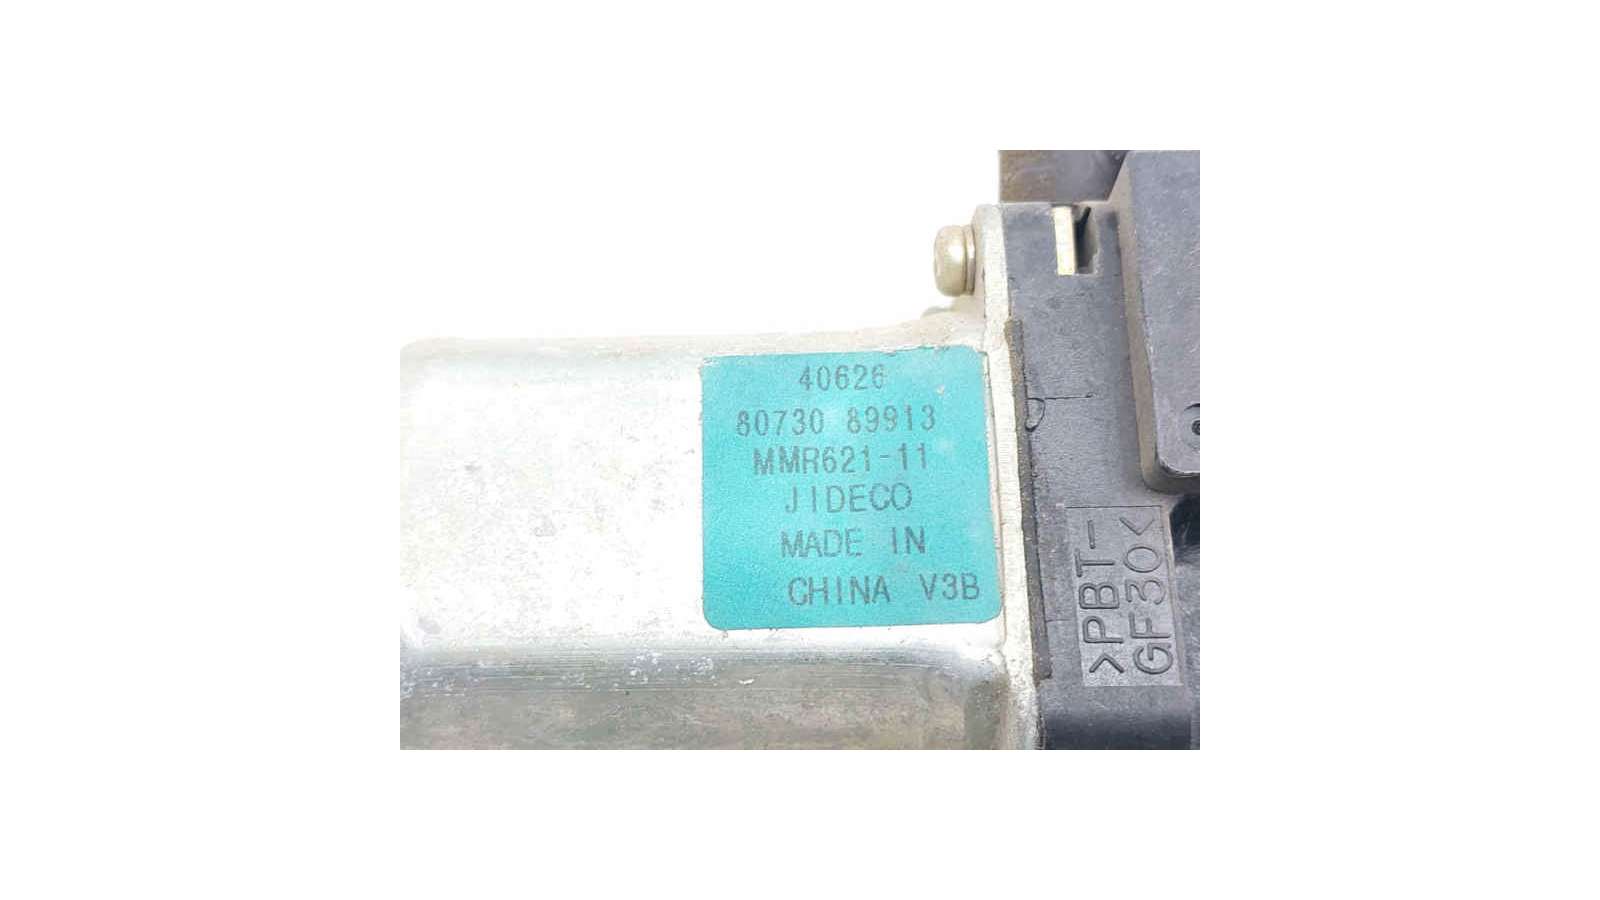 40626
80730 89913
MMR621-11
JIDECO
MADE IN
CHINA V3B
>PBT-
GF30<